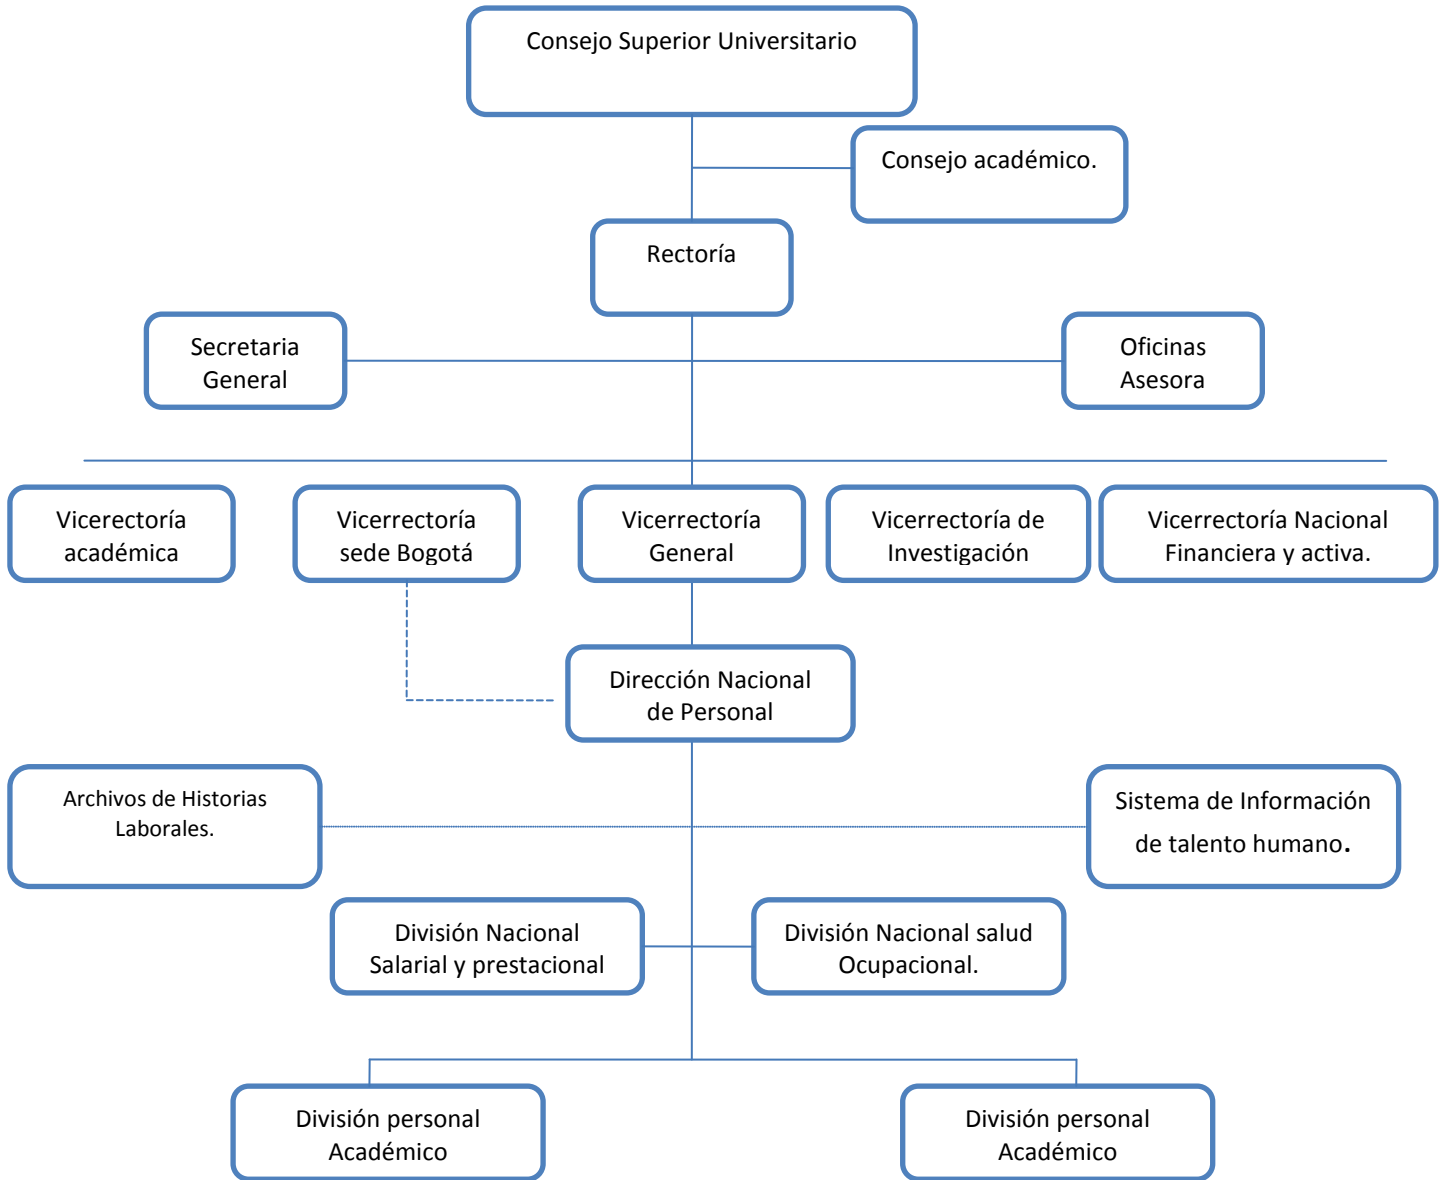 Consejo Superior Universitario
Consejo académico.
Rectoría
Secretaria
General
Oficinas
Asesora
Vicerectoría
académica
Vicerrectoría
sede Bogotá
Vicerrectoría
General
Vicerrectoría de
Investigación
Vicerrectoría Nacional
Financiera y activa.
Dirección Nacional
de Personal
Archivos de Historias
Laborales.
Sistema de Información
de talento humano.
División Nacional
Salarial y prestacional
División Nacional salud
Ocupacional.
División personal
Académico
División personal
Académico